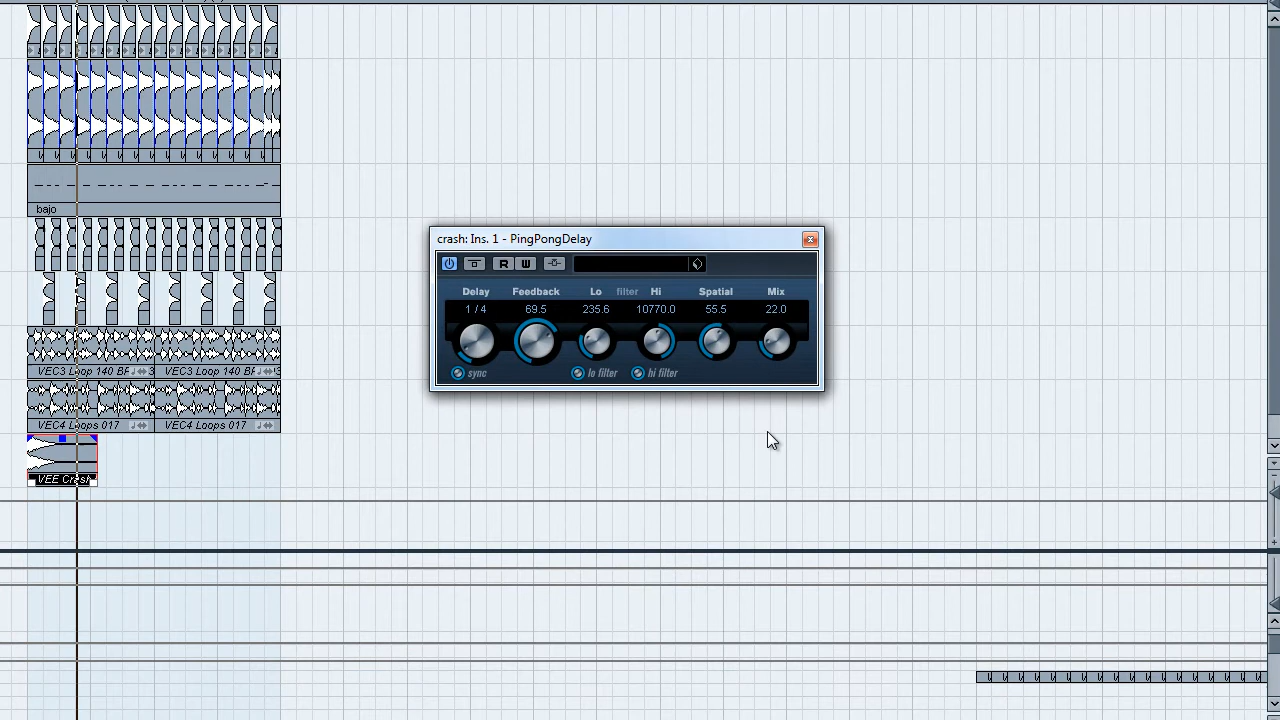 bajo
crash: Ins. 1 - PingPongDelay
R W
Delay Feedback Lo filter Hi Spatial Mix
1 / 4 69.5 235.6 10770.0 55.5 22.0
sync lo filter hi filter
VEC3 Loop 140 BP VEC3 Loop 140 BP
VEC4 Loops 017 VEC4 Loops 017
VEE Crash